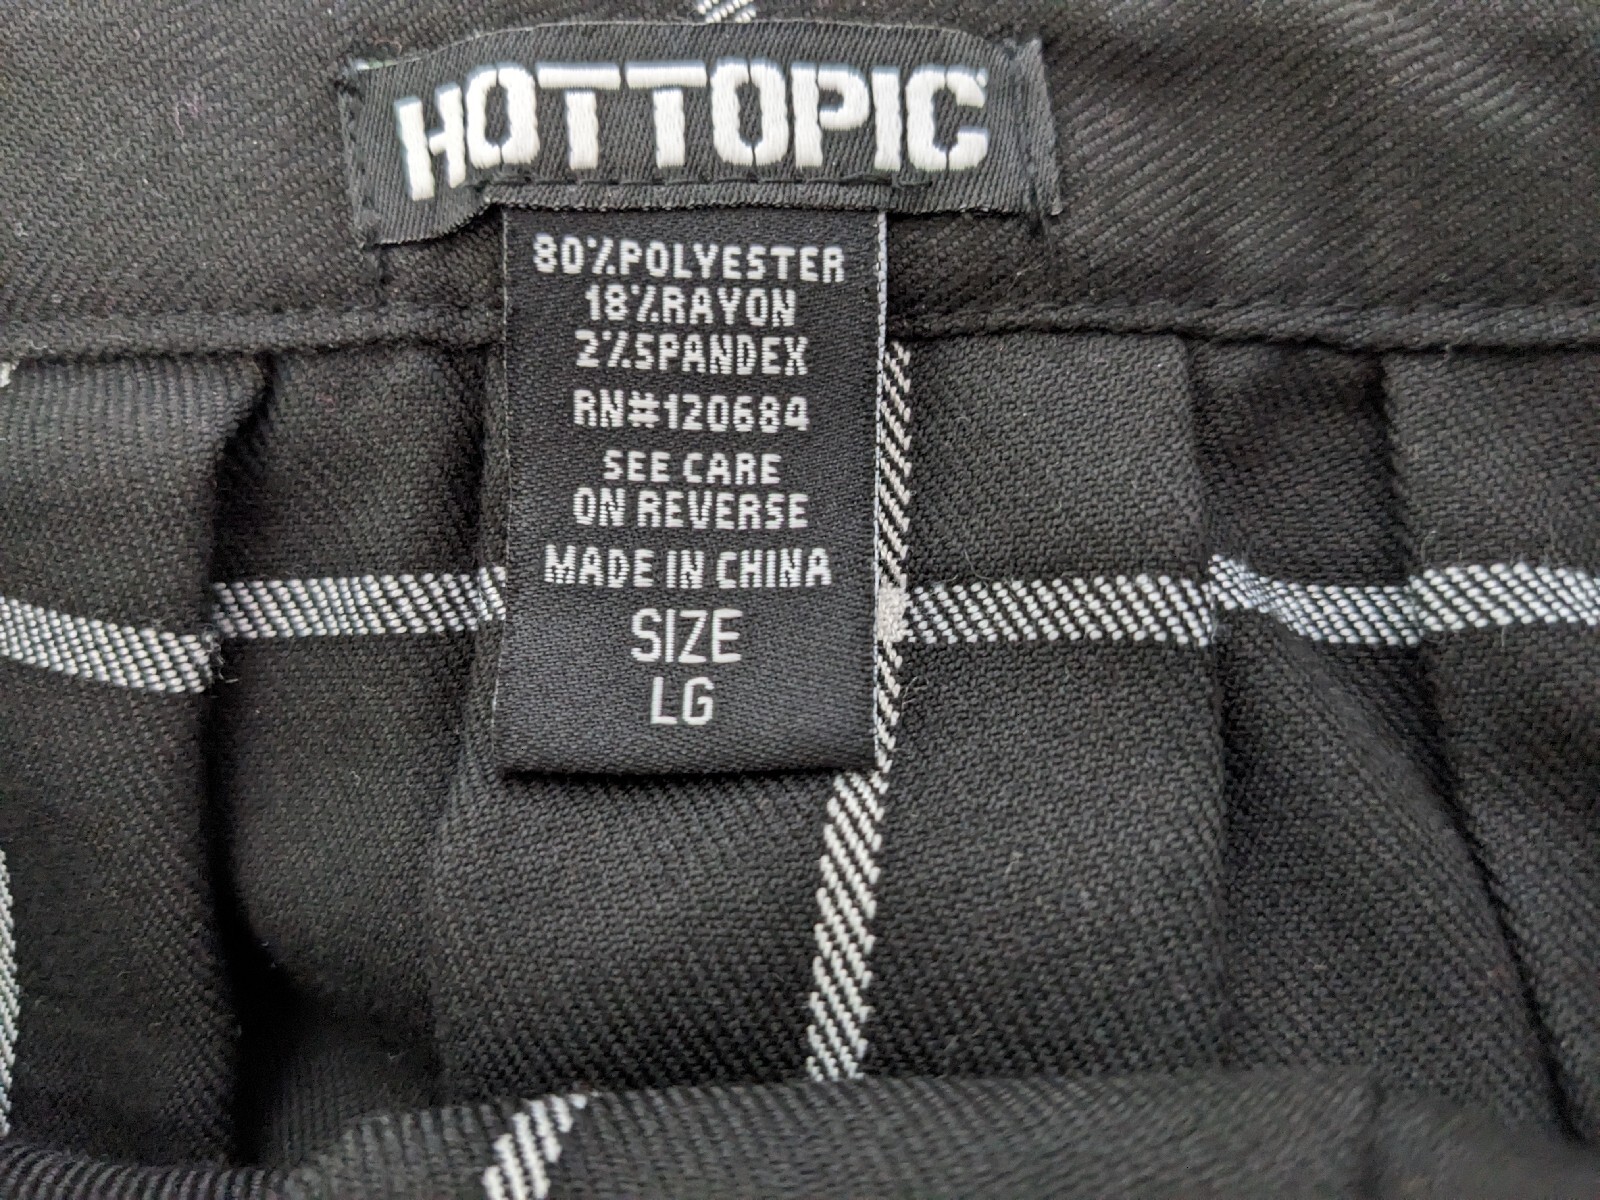 HOTTOPIC
80%POLYESTER
18%RAYON
2%SPANDEX
RN#120684
SEE CARE
ON REVERSE
MADE IN CHINA
SIZE
LG